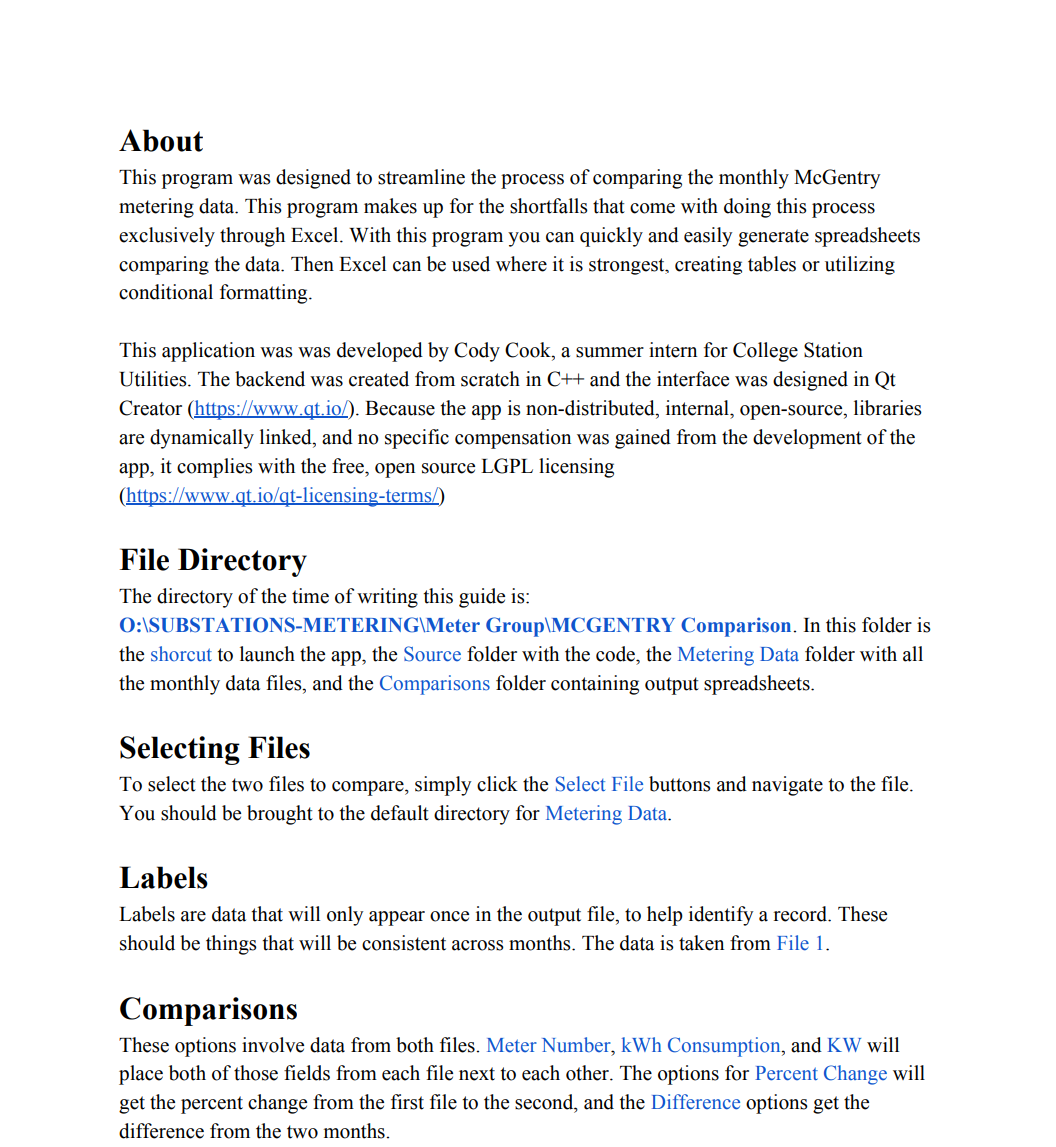 About
This program was designed to streamline the process of comparing the monthly McGentry
metering data. This program makes up for the shortfalls that come with doing this process
exclusively through Excel. With this program you can quickly and easily generate spreadsheets
comparing the data. Then Excel can be used where it is strongest, creating tables or utilizing
conditional formatting.
This application was was developed by Cody Cook, a summer intern for College Station
Utilities. The backend was created from scratch in C++ and the interface was designed in Qt
Creator (https://www.qt.io/). Because the app is non-distributed, internal, open-source, libraries
are dynamically linked, and no specific compensation was gained from the development of the
app, it complies with the free, open source LGPL licensing
(https://www.qt.io/qt-licensing-terms/)
File Directory
The directory of the time of writing this guide is:
O:\SUBSTATIONS-METERING\Meter Group\MCGENTRY Comparison. In this folder is
the shorcut to launch the app, the Source folder with the code, the Metering Data folder with all
the monthly data files, and the Comparisons folder containing output spreadsheets.
Selecting Files
To select the two files to compare, simply click the Select File buttons and navigate to the file.
You should be brought to the default directory for Metering Data.
Labels
Labels are data that will only appear once in the output file, to help identify a record. These
should be things that will be consistent across months. The data is taken from File 1.
Comparisons
These options involve data from both files. Meter Number, kWh Consumption, and KW will
place both of those fields from each file next to each other. The options for Percent Change will
get the percent change from the first file to the second, and the Difference options get the
difference from the two months.